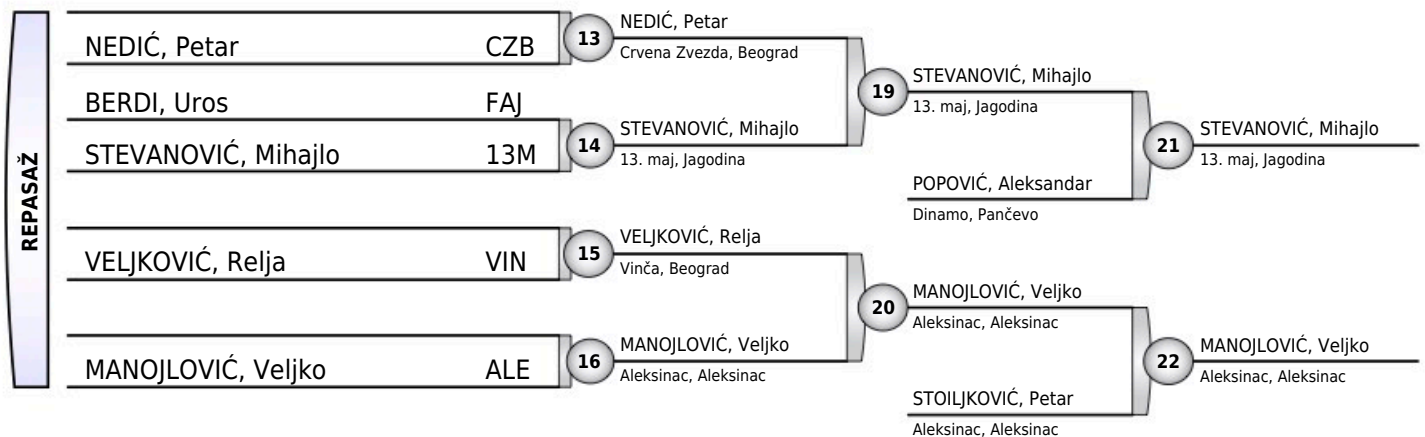 REPASAŽ
NEDIĆ, Petar CZB
BERDI, Uros FAJ
STEVANOVIĆ, Mihajlo 13M
VELJKOVIĆ, Relja VIN
MANOJLOVIĆ, Veljko ALE
13
NEDIĆ, Petar
Crvena Zvezda, Beograd
14
STEVANOVIĆ, Mihajlo
13. maj, Jagodina
15
VELJKOVIĆ, Relja
Vinča, Beograd
16
MANOJLOVIĆ, Veljko
Aleksinac, Aleksinac
19
STEVANOVIĆ, Mihajlo
13. maj, Jagodina
POPOVIĆ, Aleksandar
Dinamo, Pančevo
20
MANOJLOVIĆ, Veljko
Aleksinac, Aleksinac
STOILJKOVIĆ, Petar
Aleksinac, Aleksinac
21
STEVANOVIĆ, Mihajlo
13. maj, Jagodina
22
MANOJLOVIĆ, Veljko
Aleksinac, Aleksinac